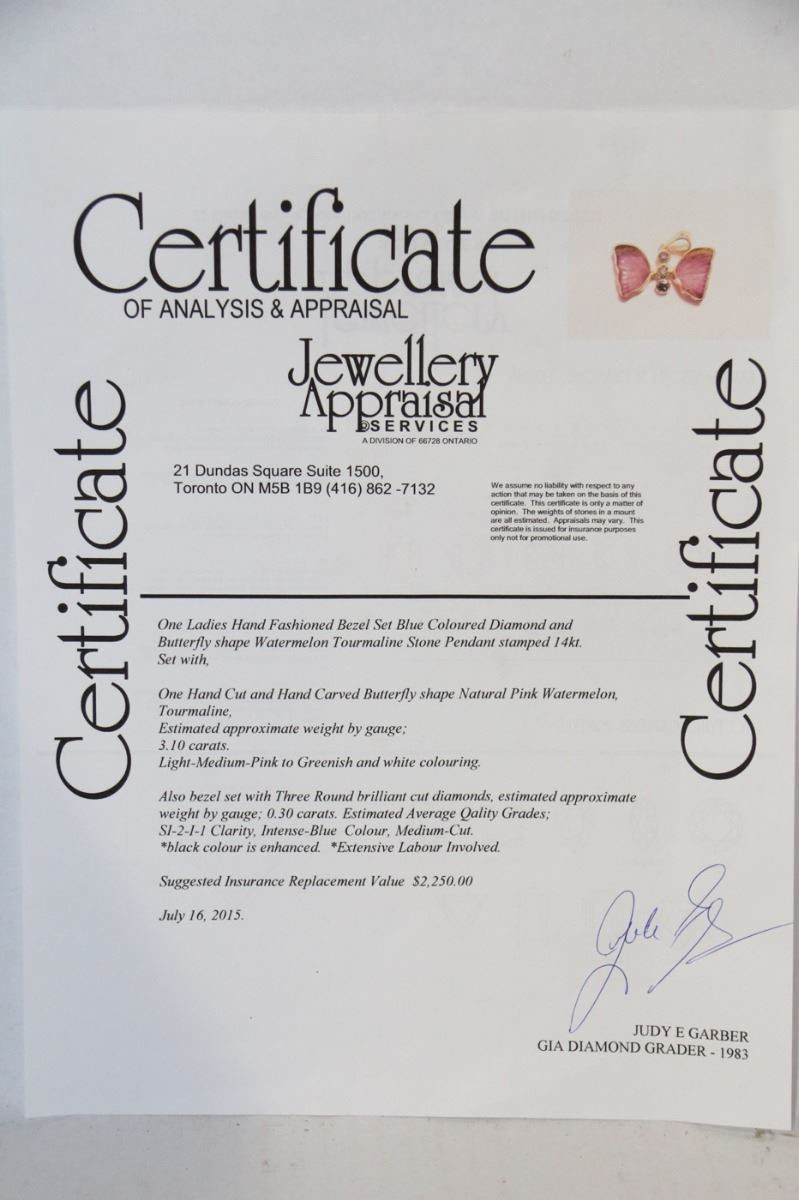 Certificate
OF ANALYSIS & APPRAISAL
Jewellery
Appraisal
SERVICES
A DIVISION OF 66728 ONTARIO
Certificate
Certificate
21 Dundas Square Suite 1500,
Toronto ON M5B 1B9 (416) 862 -7132
We assume no liability with respect to any
action that may be taken on the basis of this
certificate. This certificate is only a matter of
opinion. The weights of stones in a mount
are all estimated. Appraisals may vary. This
certificate is issued for insurance purposes
only not for promotional use.
One Ladies Hand Fashioned Bezel Set Blue Coloured Diamond and
Butterfly shape Watermelon Tourmaline Stone Pendant stamped 14kt.
Set with,
One Hand Cut and Hand Carved Butterfly shape Natural Pink Watermelon,
Tourmaline,
Estimated approximate weight by gauge;
3.10 carats.
Light-Medium-Pink to Greenish and white colouring.
Also bezel set with Three Round brilliant cut diamonds, estimated approximate
weight by gauge; 0.30 carats. Estimated Average Qality Grades;
SI-2-I-1 Clarity, Intense-Blue Colour, Medium-Cut.
*black colour is enhanced. *Extensive Labour Involved.
Suggested Insurance Replacement Value $2,250.00
July 16, 2015.
JUDY E GARBER
GIA DIAMOND GRADER - 1983